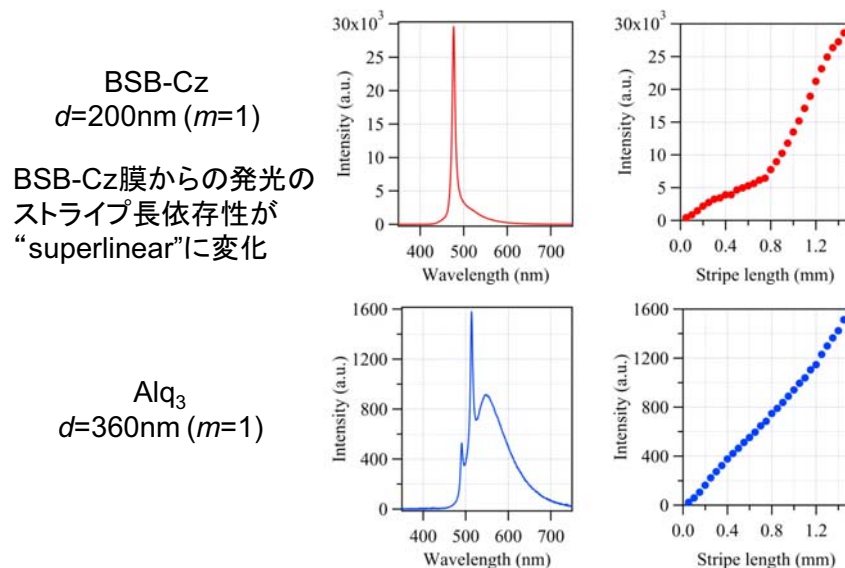 BSB-Cz
d=200nm (m=1)
BSB-Cz膜からの発光の
ストライプ長依存性が
“superlinear”に変化
30x10³
25
20
15
10
5
0
Intensity (a.u.)
400 500 600 700
Wavelength (nm)
30x10³
25
20
15
10
5
0
Intensity (a.u.)
0.0 0.4 0.8 1.2
Stripe length (mm)
Alq₃
d=360nm (m=1)
1600
1200
800
400
0
Intensity (a.u.)
400 500 600 700
Wavelength (nm)
1600
1200
800
400
0
Intensity (a.u.)
0.0 0.4 0.8 1.2
Stripe length (mm)